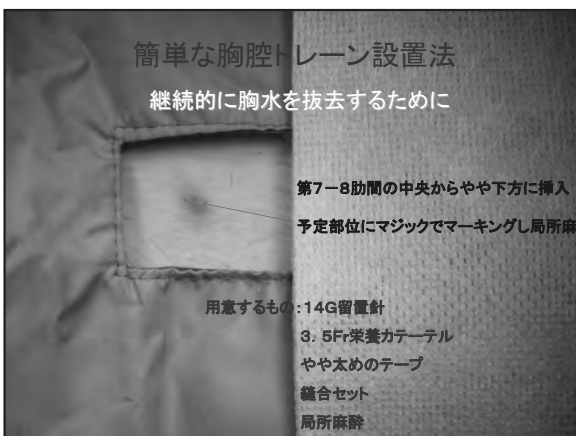 簡単な胸腔ドレーン設置法
継続的に胸水を抜去するために
第7－8肋間の中央からやや下方に挿入
予定部位にマジックでマーキングし局所麻
用意するもの：14G留置針
3．5Fr栄養カテーテル
やや太めのテープ
縫合セット
局所麻酔